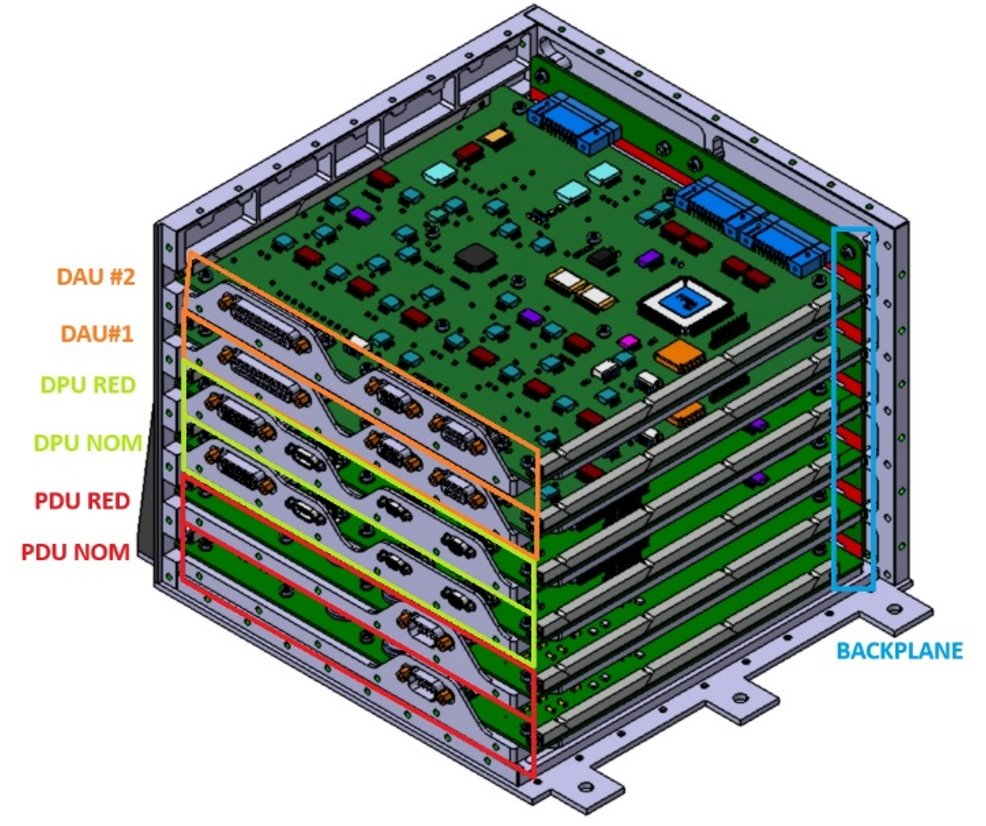 DAU #2
DAU#1
DPU RED
DPU NOM
PDU RED
PDU NOM
BACKPLANE